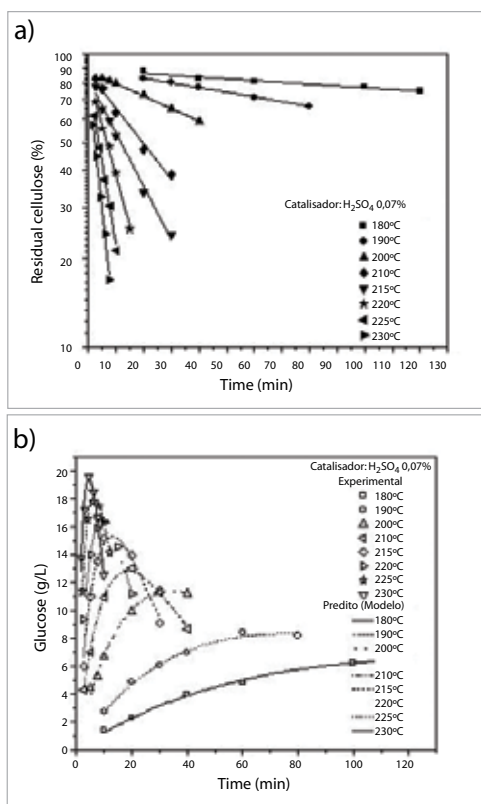 a)
100
90
80
70
60
50
40
30
20
10
Residual cellulose (%)
Catalisador: H₂SO₄ 0,07%
180ºC
190ºC
200ºC
210ºC
215ºC
220ºC
225ºC
230ºC
0 10 20 30 40 50 60 70 80 90 100 110 120 130
Time (min)
b)
20
18
16
14
12
10
8
6
4
2
0
Glucose (g/L)
Catalisador: H₂SO₄ 0,07%
Experimental
180ºC
190ºC
200ºC
210ºC
215ºC
220ºC
225ºC
230ºC
Predito (Modelo)
180ºC
190ºC
200ºC
210ºC
215ºC
220ºC
225ºC
230ºC
0 20 40 60 80 100 120
Time (min)